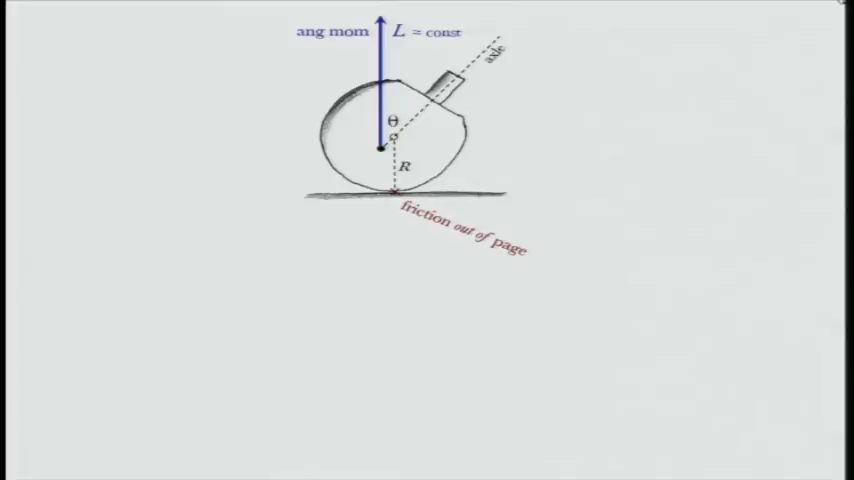 ang mom L = const
axle
θ
R
friction out of page